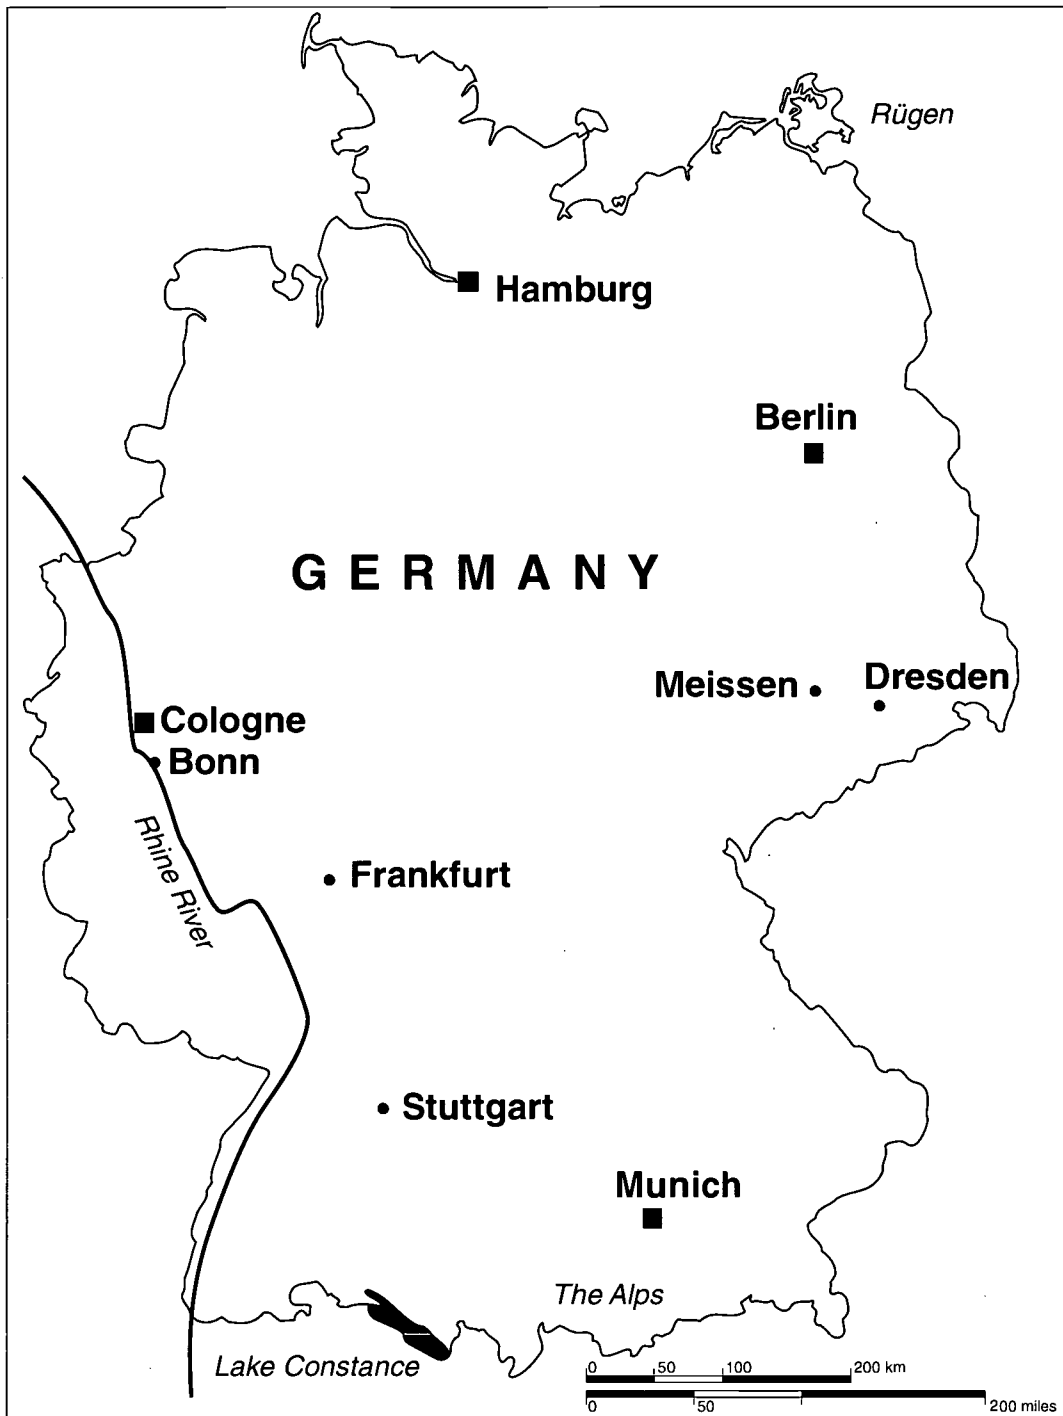 Rügen
Hamburg
Berlin
GERMANY
Meissen
Dresden
Cologne
Bonn
Rhine River
Frankfurt
Stuttgart
Munich
The Alps
Lake Constance
0 50 100 200 km
0 50 200 miles